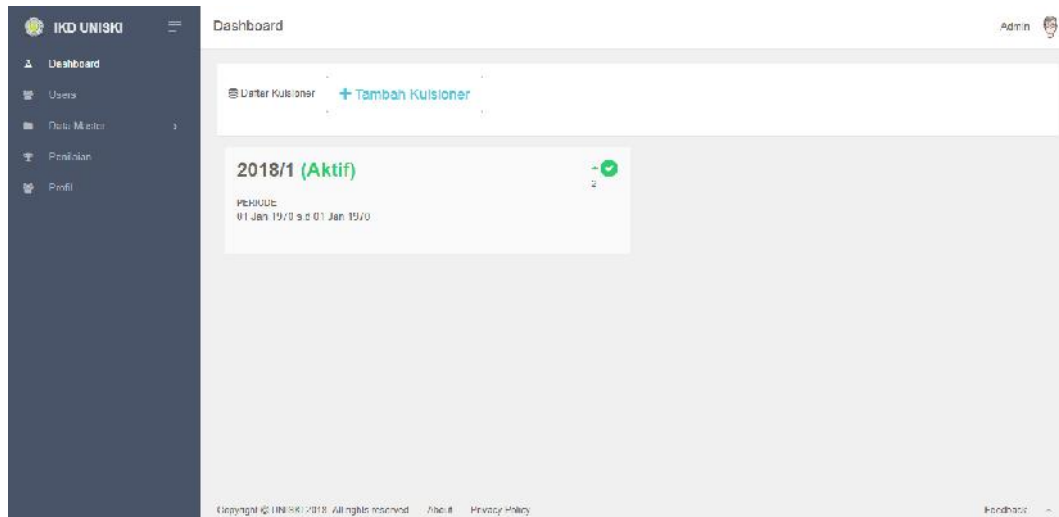 IKD UNISKI
Dashboard
Admin
Dashboard
Users
Data Master
Penilaian
Profil
Daftar Kuisioner
+ Tambah Kuisioner
2018/1 (Aktif)
2
PERIODE
01 Jan 1970 s.d 01 Jan 1970
Copyright © UNISKI 2018. All rights reserved
About
Privacy Policy
Feedback